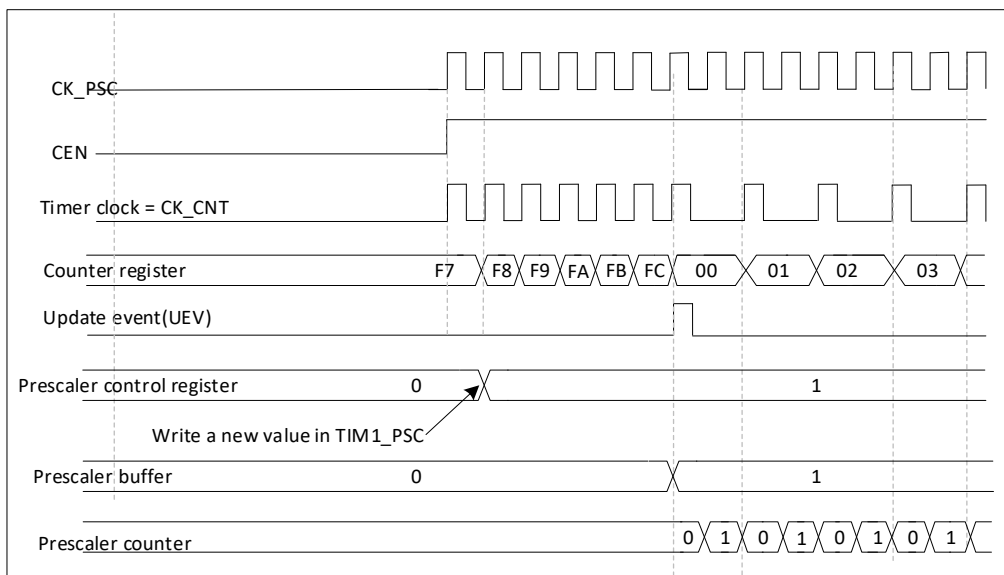 CK_PSC
CEN
Timer clock = CK_CNT
Counter register F7 F8 F9 FA FB FC 00 01 02 03
Update event(UEV)
Prescaler control register 0 1
Write a new value in TIM1_PSC
Prescaler buffer 0 1
Prescaler counter 0 1 0 1 0 1 0 1